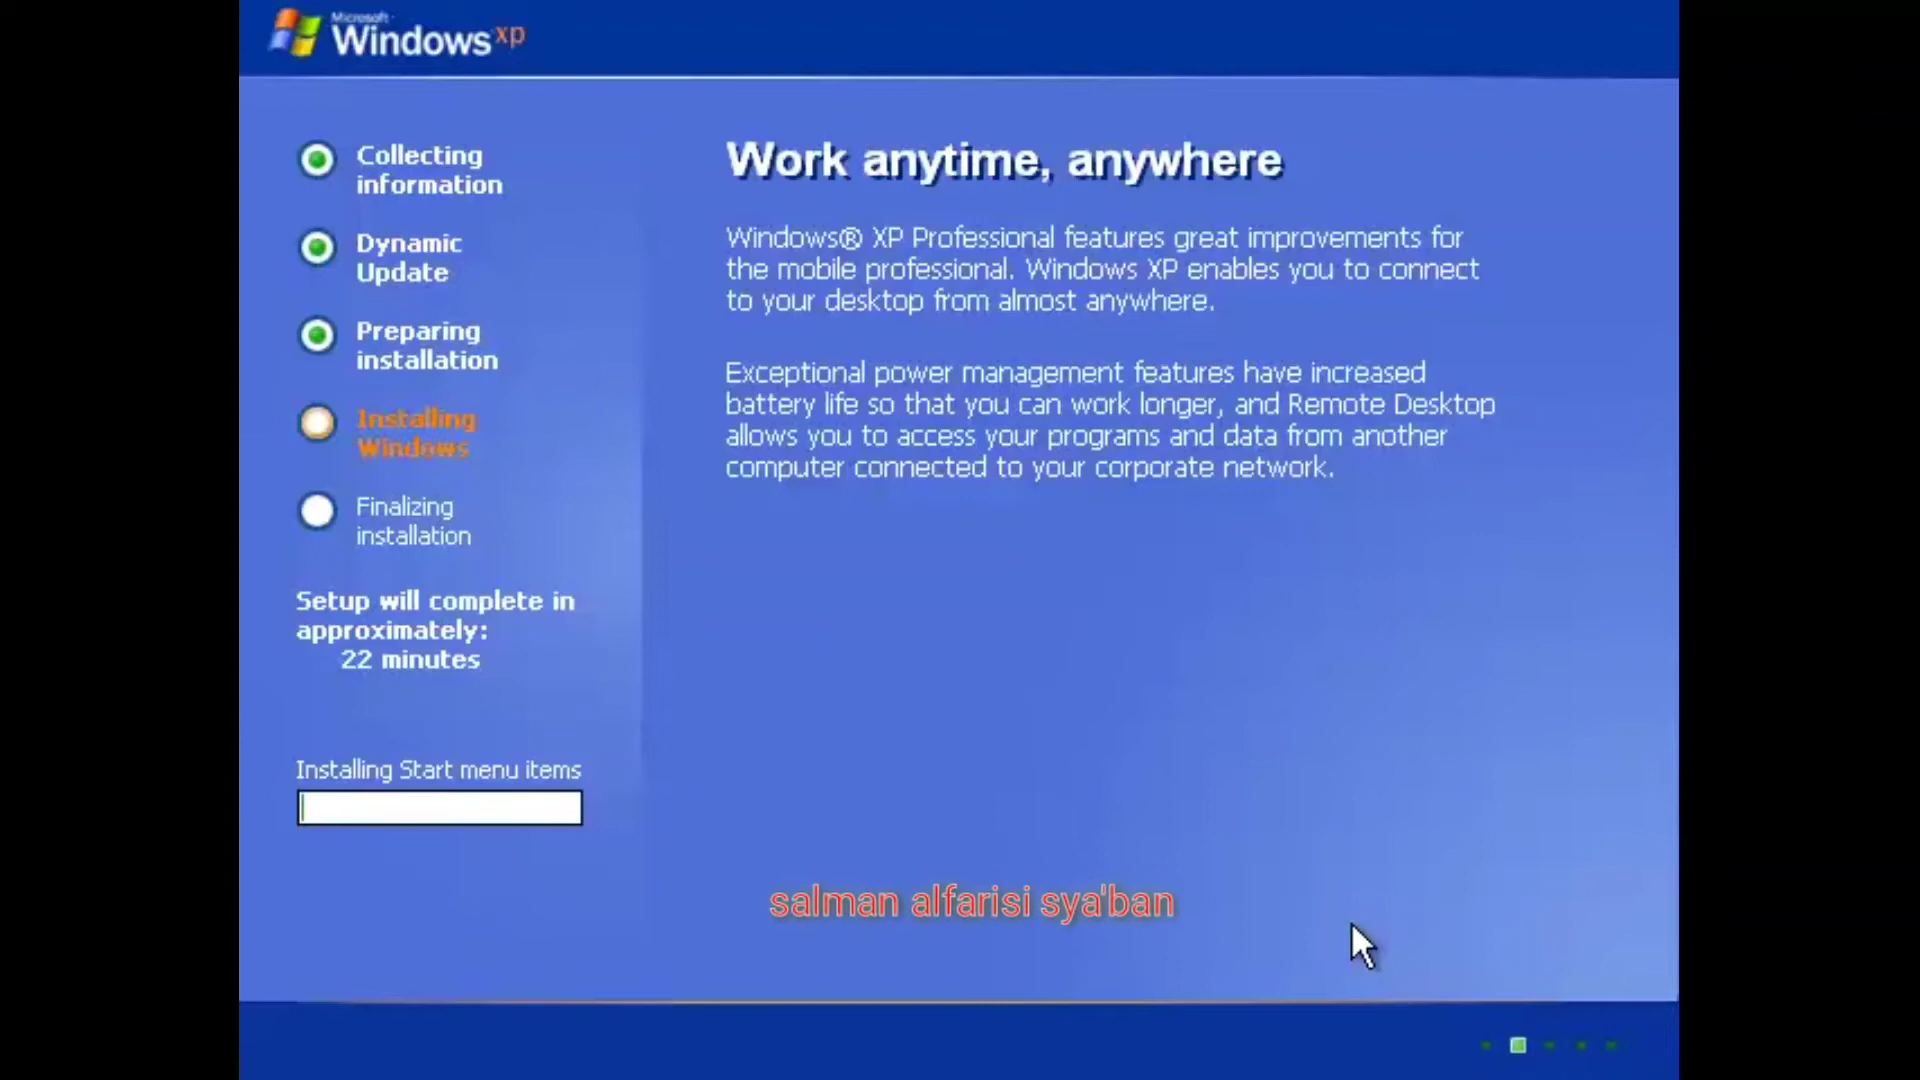 Microsoft
Windows xp
Collecting
information
Dynamic
Update
Preparing
installation
Installing
Windows
Finalizing
installation
Setup will complete in
approximately:
22 minutes
Installing Start menu items
Work anytime, anywhere
Windows® XP Professional features great improvements for
the mobile professional. Windows XP enables you to connect
to your desktop from almost anywhere.
Exceptional power management features have increased
battery life so that you can work longer, and Remote Desktop
allows you to access your programs and data from another
computer connected to your corporate network.
salman alfarisi sya'ban